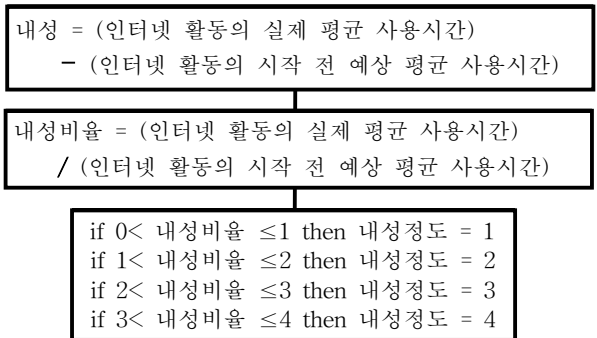 내성 = (인터넷 활동의 실제 평균 사용시간)
− (인터넷 활동의 시작 전 예상 평균 사용시간)
내성비율 = (인터넷 활동의 실제 평균 사용시간)
/ (인터넷 활동의 시작 전 예상 평균 사용시간)
if 0< 내성비율 ≤1 then 내성정도 = 1
if 1< 내성비율 ≤2 then 내성정도 = 2
if 2< 내성비율 ≤3 then 내성정도 = 3
if 3< 내성비율 ≤4 then 내성정도 = 4